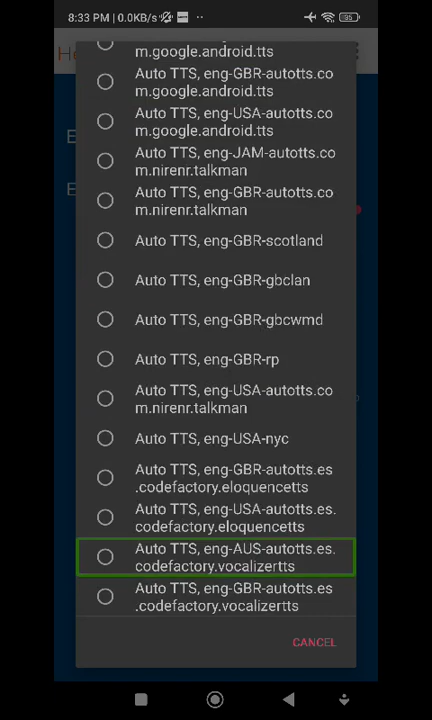 8:33 PM | 0.0KB/s
95
He
E
E
m.google.android.tts
Auto TTS, eng-GBR-autotts.co
m.google.android.tts
Auto TTS, eng-USA-autotts.co
m.google.android.tts
Auto TTS, eng-JAM-autotts.co
m.nirenr.talkman
Auto TTS, eng-GBR-autotts.co
m.nirenr.talkman
Auto TTS, eng-GBR-scotland
Auto TTS, eng-GBR-gbclan
Auto TTS, eng-GBR-gbcwmd
Auto TTS, eng-GBR-rp
Auto TTS, eng-USA-autotts.co
m.nirenr.talkman
Auto TTS, eng-USA-nyc
Auto TTS, eng-GBR-autotts.es
.codefactory.eloquencetts
Auto TTS, eng-USA-autotts.es.
codefactory.eloquencetts
Auto TTS, eng-AUS-autotts.es.
codefactory.vocalizertts
Auto TTS, eng-GBR-autotts.es
.codefactory.vocalizertts
CANCEL